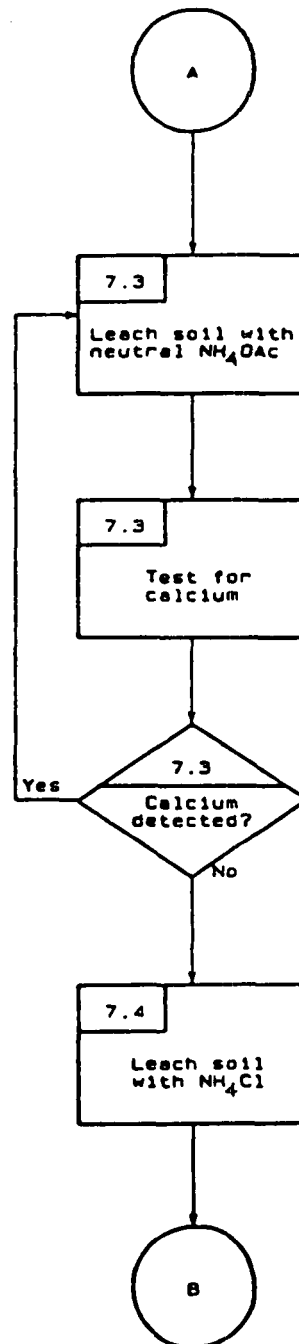 A
7.3
Leach soil with
neutral NH4OAc
7.3
Test for
calcium
7.3
Calcium
detected?
Yes
No
7.4
Leach soil
with NH4Cl
B